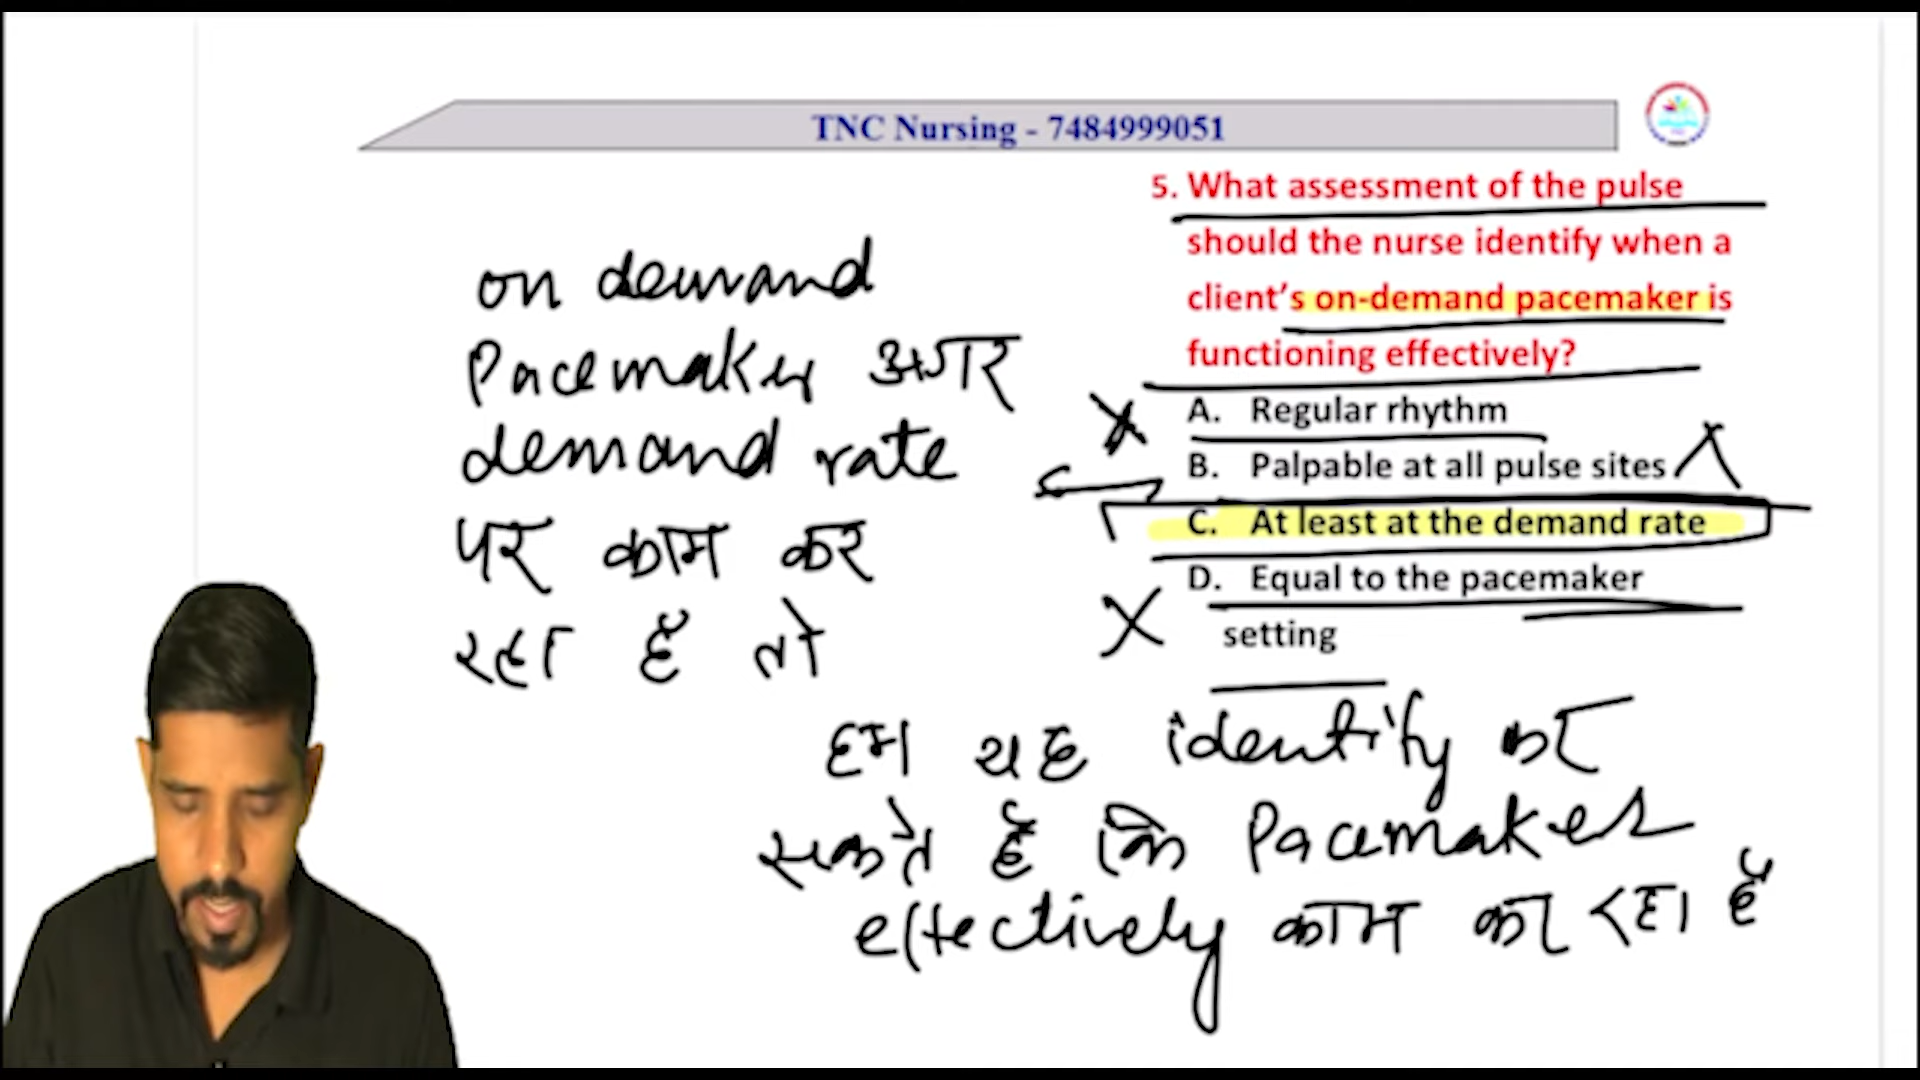 TNC Nursing - 7484999051
5. What assessment of the pulse
should the nurse identify when a
client's on-demand pacemaker is
functioning effectively?
A. Regular rhythm
B. Palpable at all pulse sites
C. At least at the demand rate
D. Equal to the pacemaker
setting
on demand
Pacemaker अगर
demand rate
पर काम कर
रहा हैं तो
हम यह identify कर
सकते हैं कि Pacemaker
effectively काम कर रहा हैं